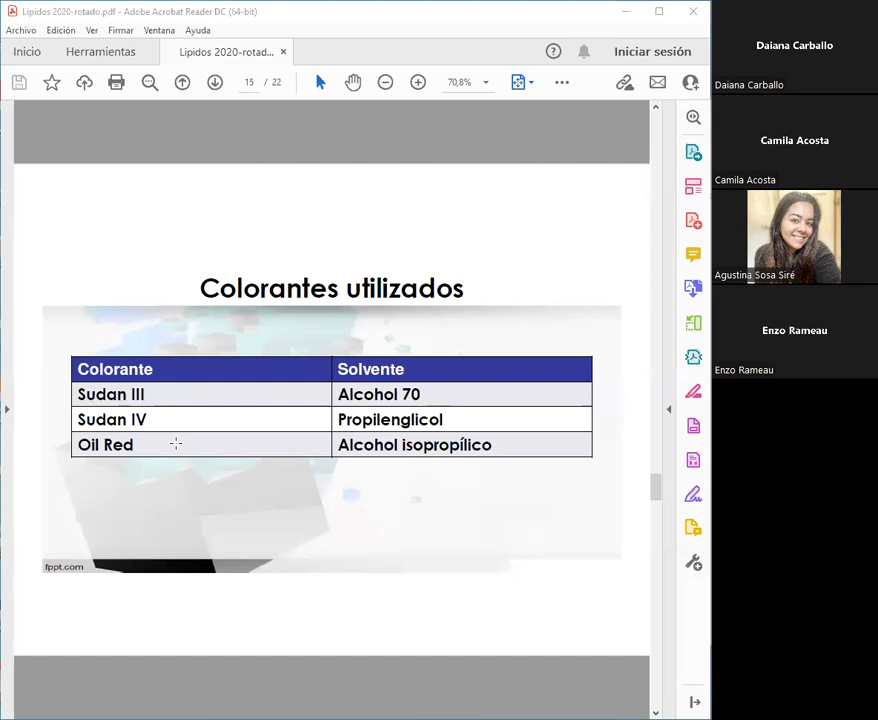 Lipidos 2020-rotado.pdf - Adobe Acrobat Reader DC (64-bit)
Archivo Edición Ver Firmar Ventana Ayuda
Inicio Herramientas Lipidos 2020-rotad... × Iniciar sesión
15 / 22 70,8%
Colorantes utilizados
Colorante Solvente
Sudan III Alcohol 70
Sudan IV Propilenglicol
Oil Red Alcohol isopropílico
fppt.com
Daiana Carballo
Daiana Carballo
Camila Acosta
Camila Acosta
Agustina Sosa Siré
Enzo Rameau
Enzo Rameau